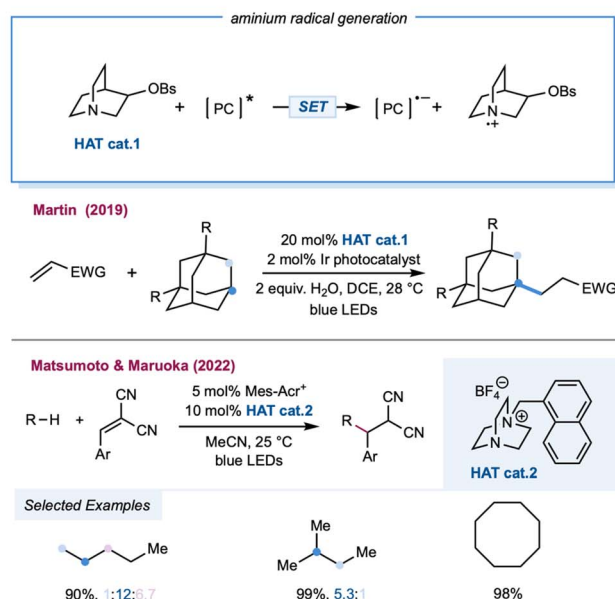 aminium radical generation
OBs
N
+
[PC]*
SET
[PC]•−
+
OBs
N
•+
HAT cat.1
Martin (2019)
R
R
EWG
+
20 mol% HAT cat.1
2 mol% Ir photocatalyst
2 equiv. H₂O, DCE, 28 °C
blue LEDs
R
R
EWG
Matsumoto & Maruoka (2022)
R–H
+
CN
CN
Ar
5 mol% Mes-Acr⁺
10 mol% HAT cat.2
MeCN, 25 °C
blue LEDs
R
CN
CN
Ar
BF₄⊖
N
⊕
N
HAT cat.2
Selected Examples
Me
90%, 1:12:6.7
Me
Me
Me
99%, 5.3:1
98%